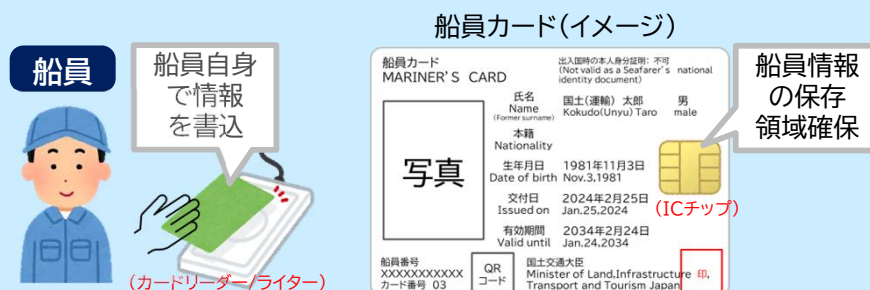 船員カード(イメージ)
船員
船員自身
で情報
を書込
(カードリーダー/ライター)
船員カード
MARINER'S CARD
出入国時の本人身分証明:不可
(Not valid as a Seafarer's national
identity document)
氏名
Name
(Former surname)
国土(運輸) 太郎 男
Kokudo(Unyu) Taro male
本籍
Nationality
生年月日 1981年11月3日
Date of birth Nov.3,1981
交付日 2024年2月25日
Issued on Jan.25,2024
有効期間 2034年2月24日
Valid until Jan.24,2034
写真
(ICチップ)
船員情報
の保存
領域確保
船員番号
XXXXXXXXXXX
カード番号 03
QR
コード
国土交通大臣
Minister of Land,Infrastructure
Transport and Tourism Japan
印,